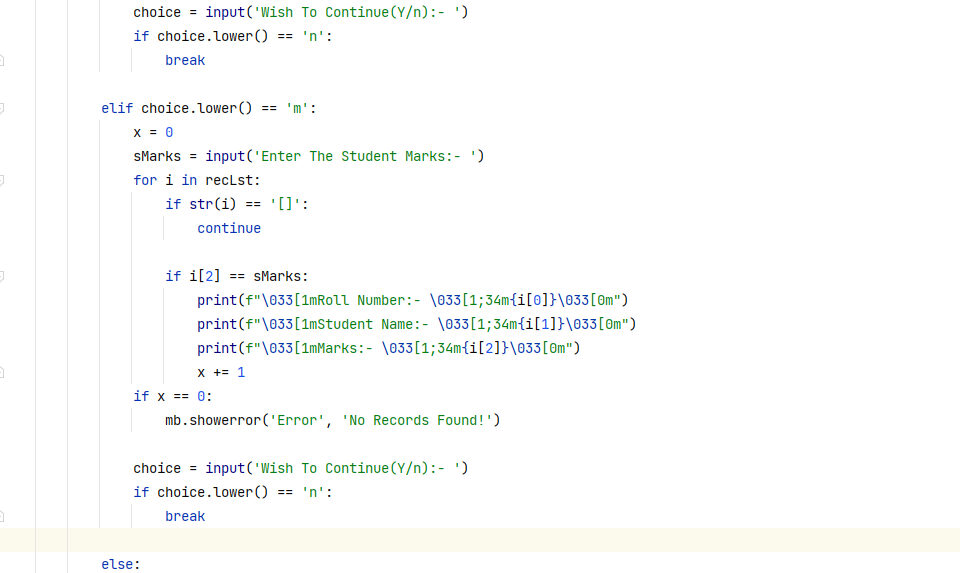 choice = input('Wish To Continue(Y/n):- ')
if choice.lower() == 'n':
break
elif choice.lower() == 'm':
x = 0
sMarks = input('Enter The Student Marks:- ')
for i in recLst:
if str(i) == '[]':
continue
if i[2] == sMarks:
print(f"\033[1mRoll Number:- \033[1;34m{i[0]}\033[0m")
print(f"\033[1mStudent Name:- \033[1;34m{i[1]}\033[0m")
print(f"\033[1mMarks:- \033[1;34m{i[2]}\033[0m")
x += 1
if x == 0:
mb.showerror('Error', 'No Records Found!')
choice = input('Wish To Continue(Y/n):- ')
if choice.lower() == 'n':
break
else: